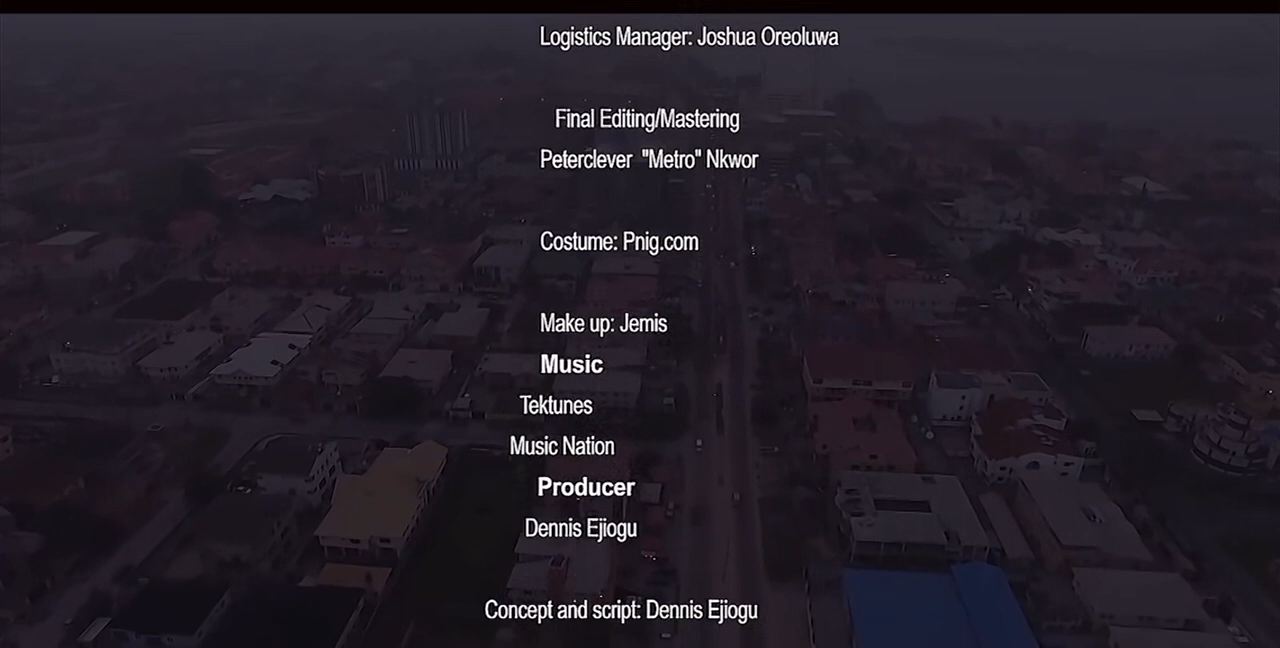 Logistics Manager: Joshua Oreoluwa
Final Editing/Mastering
Peterclever "Metro" Nkwor
Costume: Pnig.com
Make up: Jemis
Music
Tektunes
Music Nation
Producer
Dennis Ejiogu
Concept and script: Dennis Ejiogu